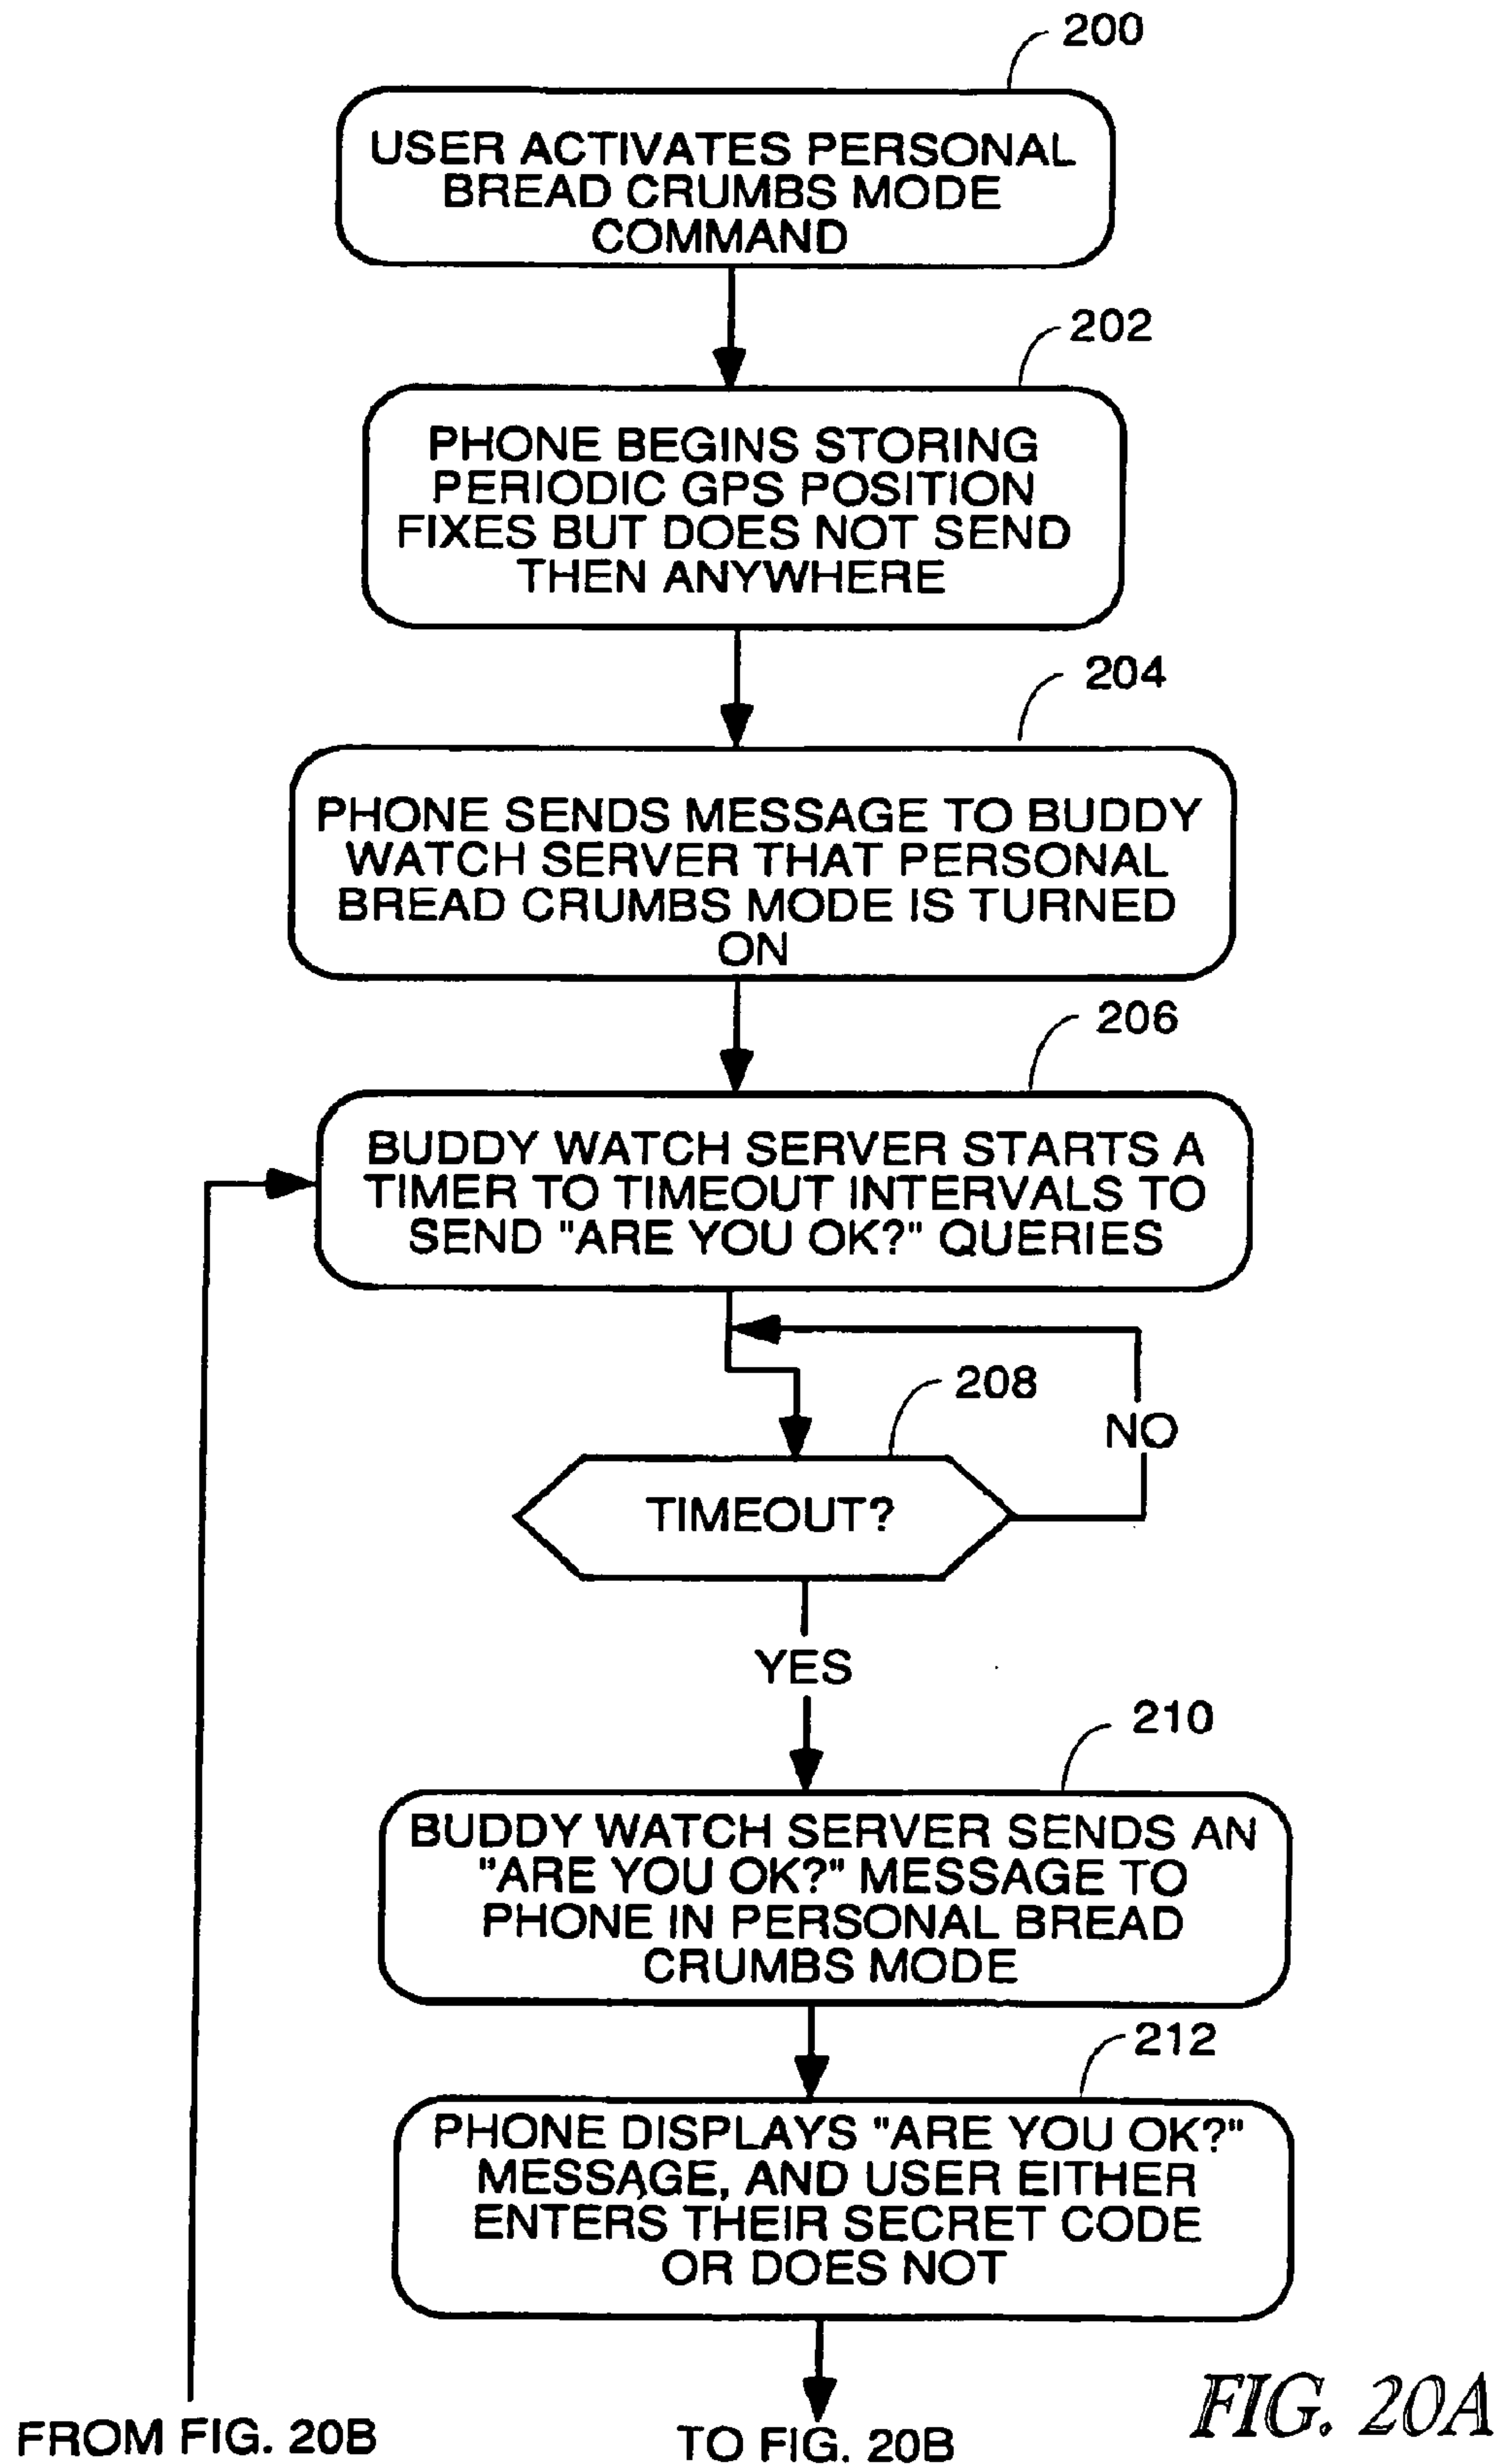 200
USER ACTIVATES PERSONAL
BREAD CRUMBS MODE
COMMAND
202
PHONE BEGINS STORING
PERIODIC GPS POSITION
FIXES BUT DOES NOT SEND
THEN ANYWHERE
204
PHONE SENDS MESSAGE TO BUDDY
WATCH SERVER THAT PERSONAL
BREAD CRUMBS MODE IS TURNED
ON
206
BUDDY WATCH SERVER STARTS A
TIMER TO TIMEOUT INTERVALS TO
SEND "ARE YOU OK?" QUERIES
208
NO
TIMEOUT?
YES
210
BUDDY WATCH SERVER SENDS AN
"ARE YOU OK?" MESSAGE TO
PHONE IN PERSONAL BREAD
CRUMBS MODE
212
PHONE DISPLAYS "ARE YOU OK?"
MESSAGE, AND USER EITHER
ENTERS THEIR SECRET CODE
OR DOES NOT
FROM FIG. 20B
TO FIG. 20B
FIG. 20A